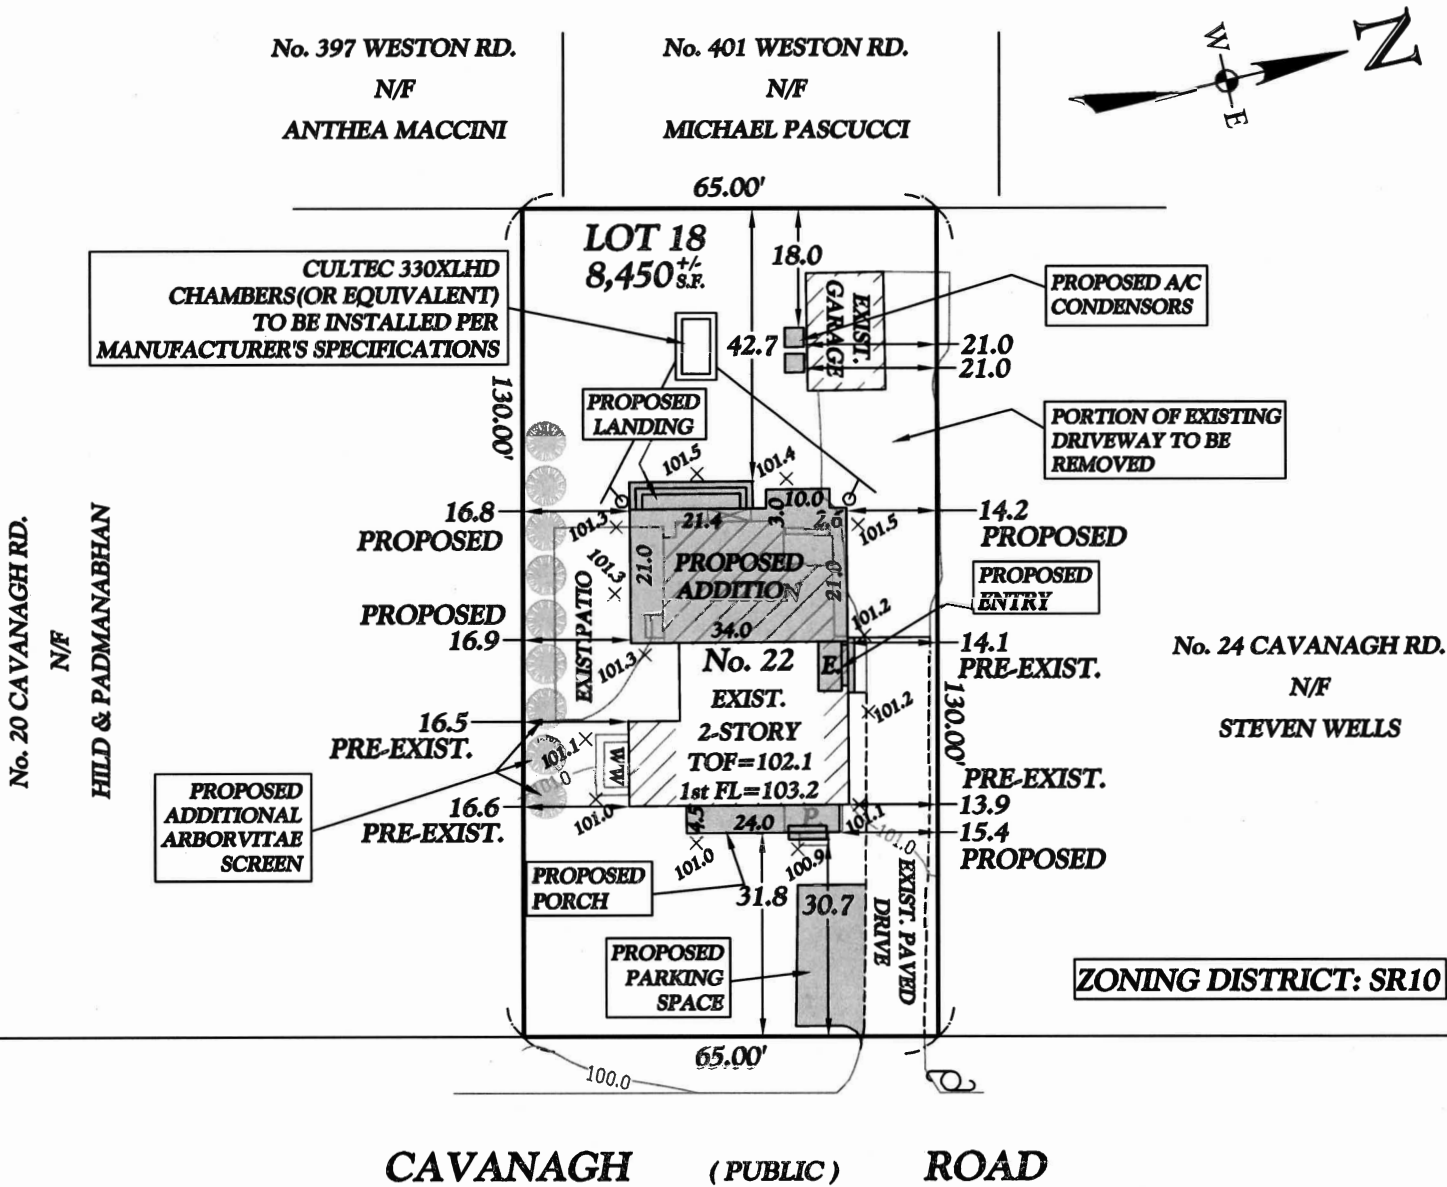 No. 397 WESTON RD.
N/F
ANTHEA MACCINI
No. 401 WESTON RD.
N/F
MICHAEL PASCUCCI
W
E
N
65.00'
LOT 18
8,450 +/- S.F.
18.0
42.7
EXIST.
GARAGE
CULTEC 330XLHD
CHAMBERS(OR EQUIVALENT)
TO BE INSTALLED PER
MANUFACTURER'S SPECIFICATIONS
PROPOSED A/C
CONDENSORS
21.0
21.0
130.00'
PROPOSED
LANDING
PORTION OF EXISTING
DRIVEWAY TO BE
REMOVED
101.5
101.4
16.8
PROPOSED
101.3
21.4
3.0
10.0
2.6
101.5
14.2
PROPOSED
101.3
21.0
PROPOSED
ADDITION
21.0
34.0
PROPOSED
ENTRY
PROPOSED
16.9
EXIST.PATIO
101.3
101.2
14.1
PRE-EXIST.
E.
No. 22
EXIST.
2-STORY
TOF=102.1
1st FL=103.2
101.2
130.00'
No. 20 CAVANAGH RD.
N/F
HILD & PADMANABHAN
No. 24 CAVANAGH RD.
N/F
STEVEN WELLS
16.5
PRE-EXIST.
101.1
101.0
WW
PROPOSED
ADDITIONAL
ARBORVITAE
SCREEN
16.6
PRE-EXIST.
101.0
PRE-EXIST.
13.9
15.4
PROPOSED
4.5
24.0
P.
101.1
101.0
101.0
100.9
PROPOSED
PORCH
31.8
30.7
EXIST. PAVED
DRIVE
PROPOSED
PARKING
SPACE
ZONING DISTRICT: SR10
65.00'
100.0
CAVANAGH (PUBLIC) ROAD